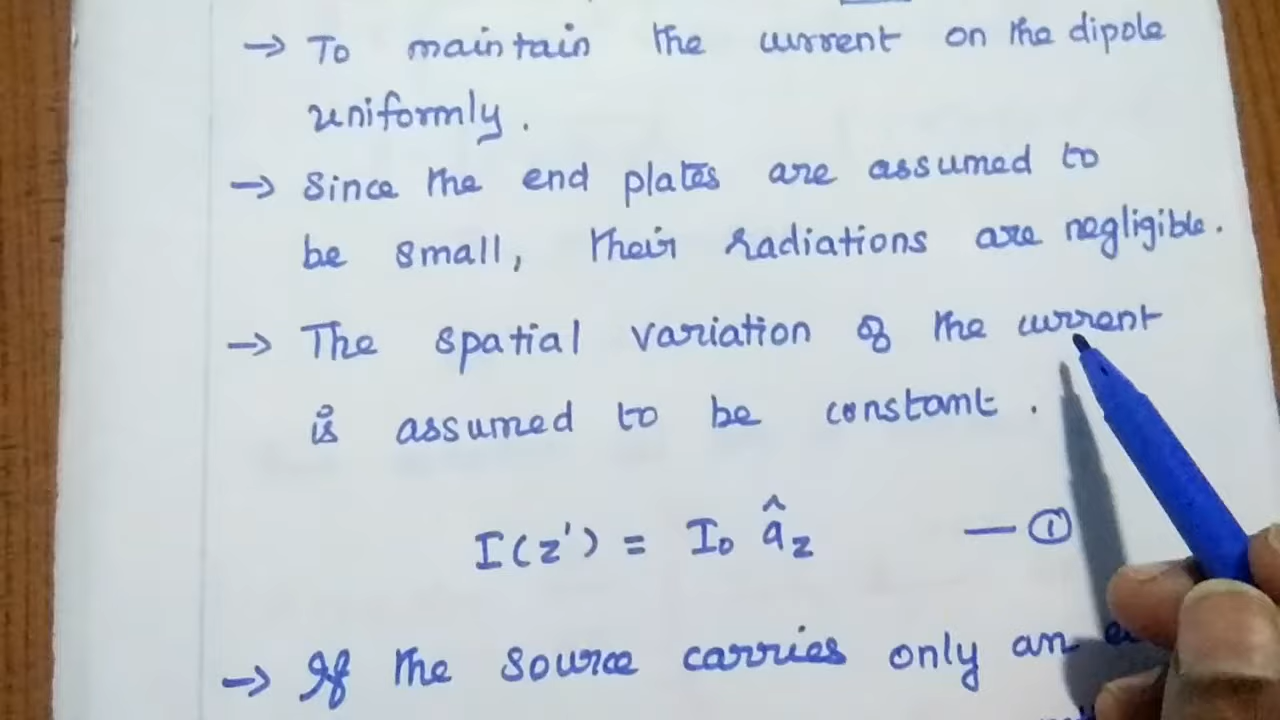 → To maintain the current on the dipole
uniformly.
→ Since the end plates are assumed to
be small, their radiations are negligible.
→ The spatial variation of the current
is assumed to be constant.
I(z') = I₀ â_z — ①
→ If the source carries only an